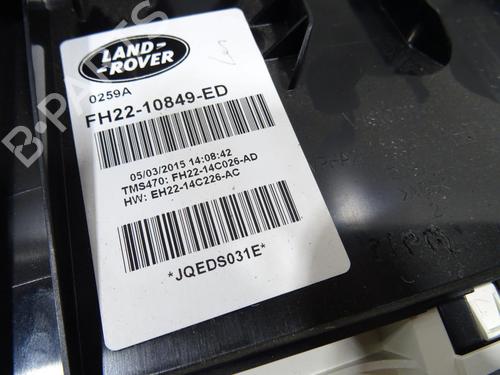 LAND-
-ROVER
0259A
FH22-10849-ED
05/03/2015 14:08:42
TMS470: FH22-14C026-AD
HW: EH22-14C226-AC
*JQEDS031E*
B-PARTS